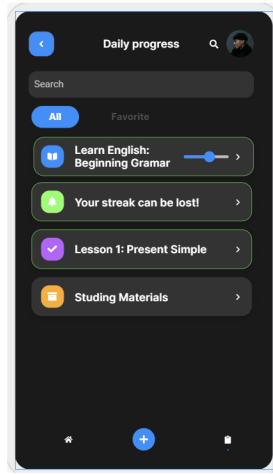 Daily progress
Search
All
Favorite
Learn English:
Beginning Gramar
Your streak can be lost!
Lesson 1: Present Simple
Studing Materials